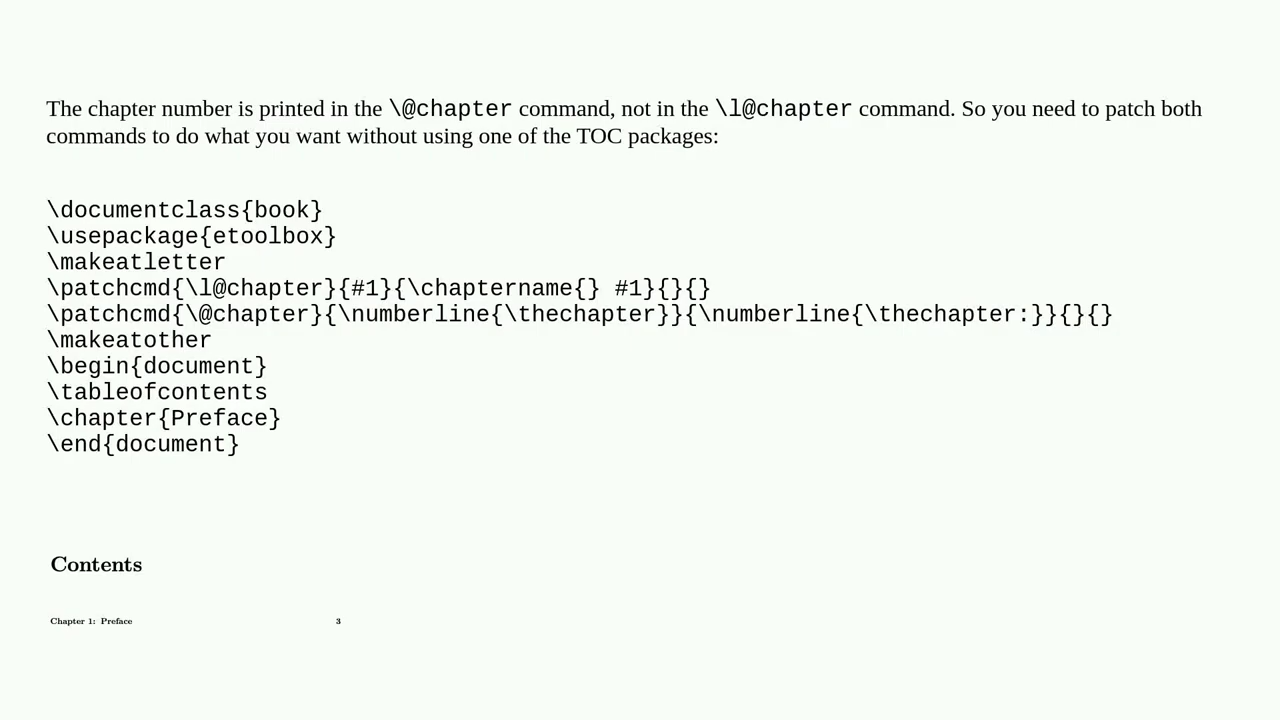 The chapter number is printed in the \@chapter command, not in the \l@chapter command. So you need to patch both
commands to do what you want without using one of the TOC packages:
\documentclass{book}
\usepackage{etoolbox}
\makeatletter
\patchcmd{\l@chapter}{#1}{\chaptername{} #1}{}{}
\patchcmd{\@chapter}{\numberline{\thechapter}}{\numberline{\thechapter:}}{}{}
\makeatother
\begin{document}
\tableofcontents
\chapter{Preface}
\end{document}
Contents
Chapter 1: Preface 3